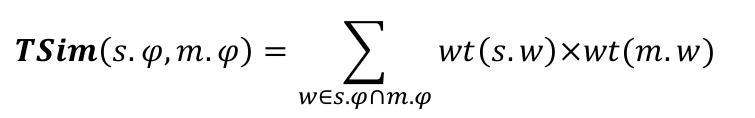 TSim(s.φ,m.φ) = ∑ wt(s.w)×wt(m.w)
w∈s.φ∩m.φ